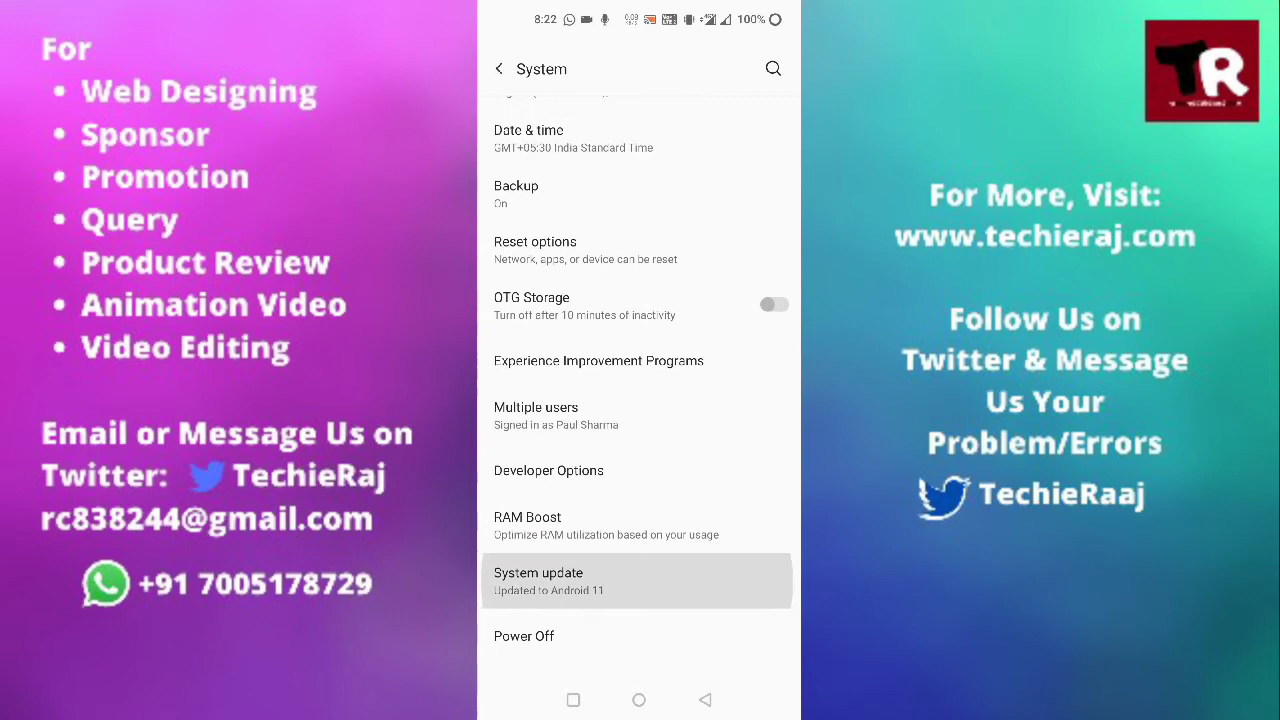 For
• Web Designing
• Sponsor
• Promotion
• Query
• Product Review
• Animation Video
• Video Editing
Email or Message Us on
Twitter: TechieRaj
rc838244@gmail.com
+91 7005178729
8:22
100%
System
Date & time
GMT+05:30 India Standard Time
Backup
On
Reset options
Network, apps, or device can be reset
OTG Storage
Turn off after 10 minutes of inactivity
Experience Improvement Programs
Multiple users
Signed in as Paul Sharma
Developer Options
RAM Boost
Optimize RAM utilization based on your usage
System update
Updated to Android 11
Power Off
TR
For More, Visit:
www.techieraj.com
Follow Us on
Twitter & Message
Us Your
Problem/Errors
TechieRaaj